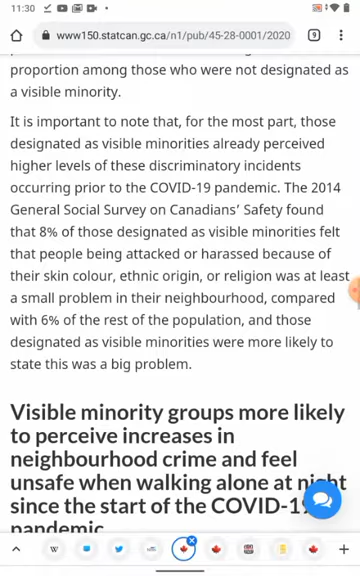 11:30
www150.statcan.gc.ca/n1/pub/45-28-0001/2020
9
proportion among those who were not designated as
a visible minority.
It is important to note that, for the most part, those
designated as visible minorities already perceived
higher levels of these discriminatory incidents
occurring prior to the COVID-19 pandemic. The 2014
General Social Survey on Canadians’ Safety found
that 8% of those designated as visible minorities felt
that people being attacked or harassed because of
their skin colour, ethnic origin, or religion was at least
a small problem in their neighbourhood, compared
with 6% of the rest of the population, and those
designated as visible minorities were more likely to
state this was a big problem.
Visible minority groups more likely
to perceive increases in
neighbourhood crime and feel
unsafe when walking alone at night
since the start of the COVID-19
pandemic
W